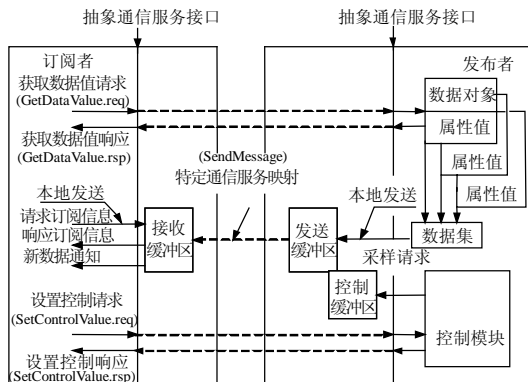 抽象通信服务接口
抽象通信服务接口
订阅者
获取数据值请求
(GetDataValue.req)
获取数据值响应
(GetDataValue.rsp)
本地发送
请求订阅信息
响应订阅信息
新数据通知
设置控制请求
(SetControlValue.req)
设置控制响应
(SetControlValue.rsp)
接收
缓冲区
(SendMessage)
特定通信服务映射
发送
缓冲区
控制
缓冲区
本地发送
采样请求
发布者
数据对象
属性值
属性值
属性值
数据集
控制模块